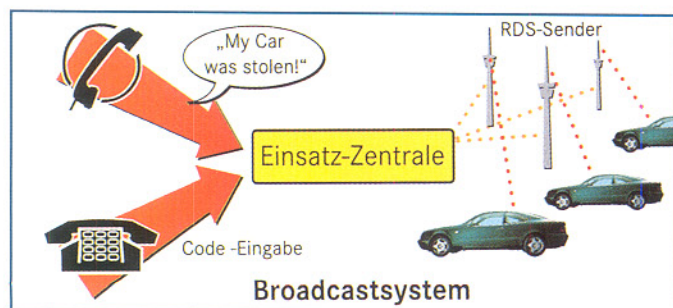 „My Car
was stolen!“
RDS-Sender
Einsatz-Zentrale
Code -Eingabe
Broadcastsystem